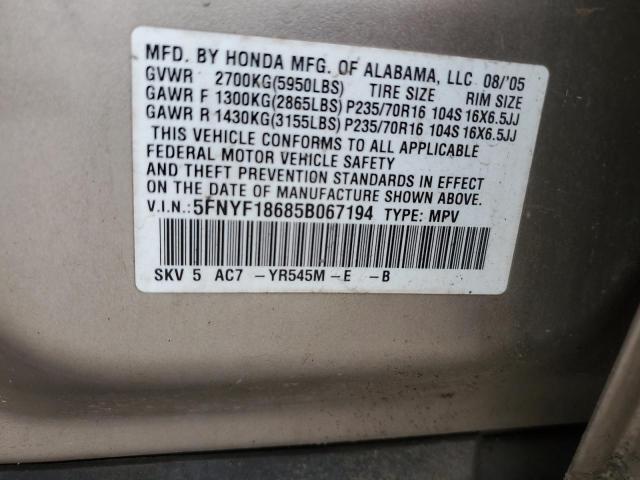 MFD. BY HONDA MFG. OF ALABAMA, LLC 08/'05
GVWR 2700KG(5950LBS) TIRE SIZE RIM SIZE
GAWR F 1300KG(2865LBS) P235/70R16 104S 16X6.5JJ
GAWR R 1430KG(3155LBS) P235/70R16 104S 16X6.5JJ
THIS VEHICLE CONFORMS TO ALL APPLICABLE
FEDERAL MOTOR VEHICLE SAFETY
AND THEFT PREVENTION STANDARDS IN EFFECT
ON THE DATE OF MANUFACTURE SHOWN ABOVE.
V.I.N.: 5FNYF18685B067194 TYPE: MPV
SKV 5 AC7 -YR545M -E -B